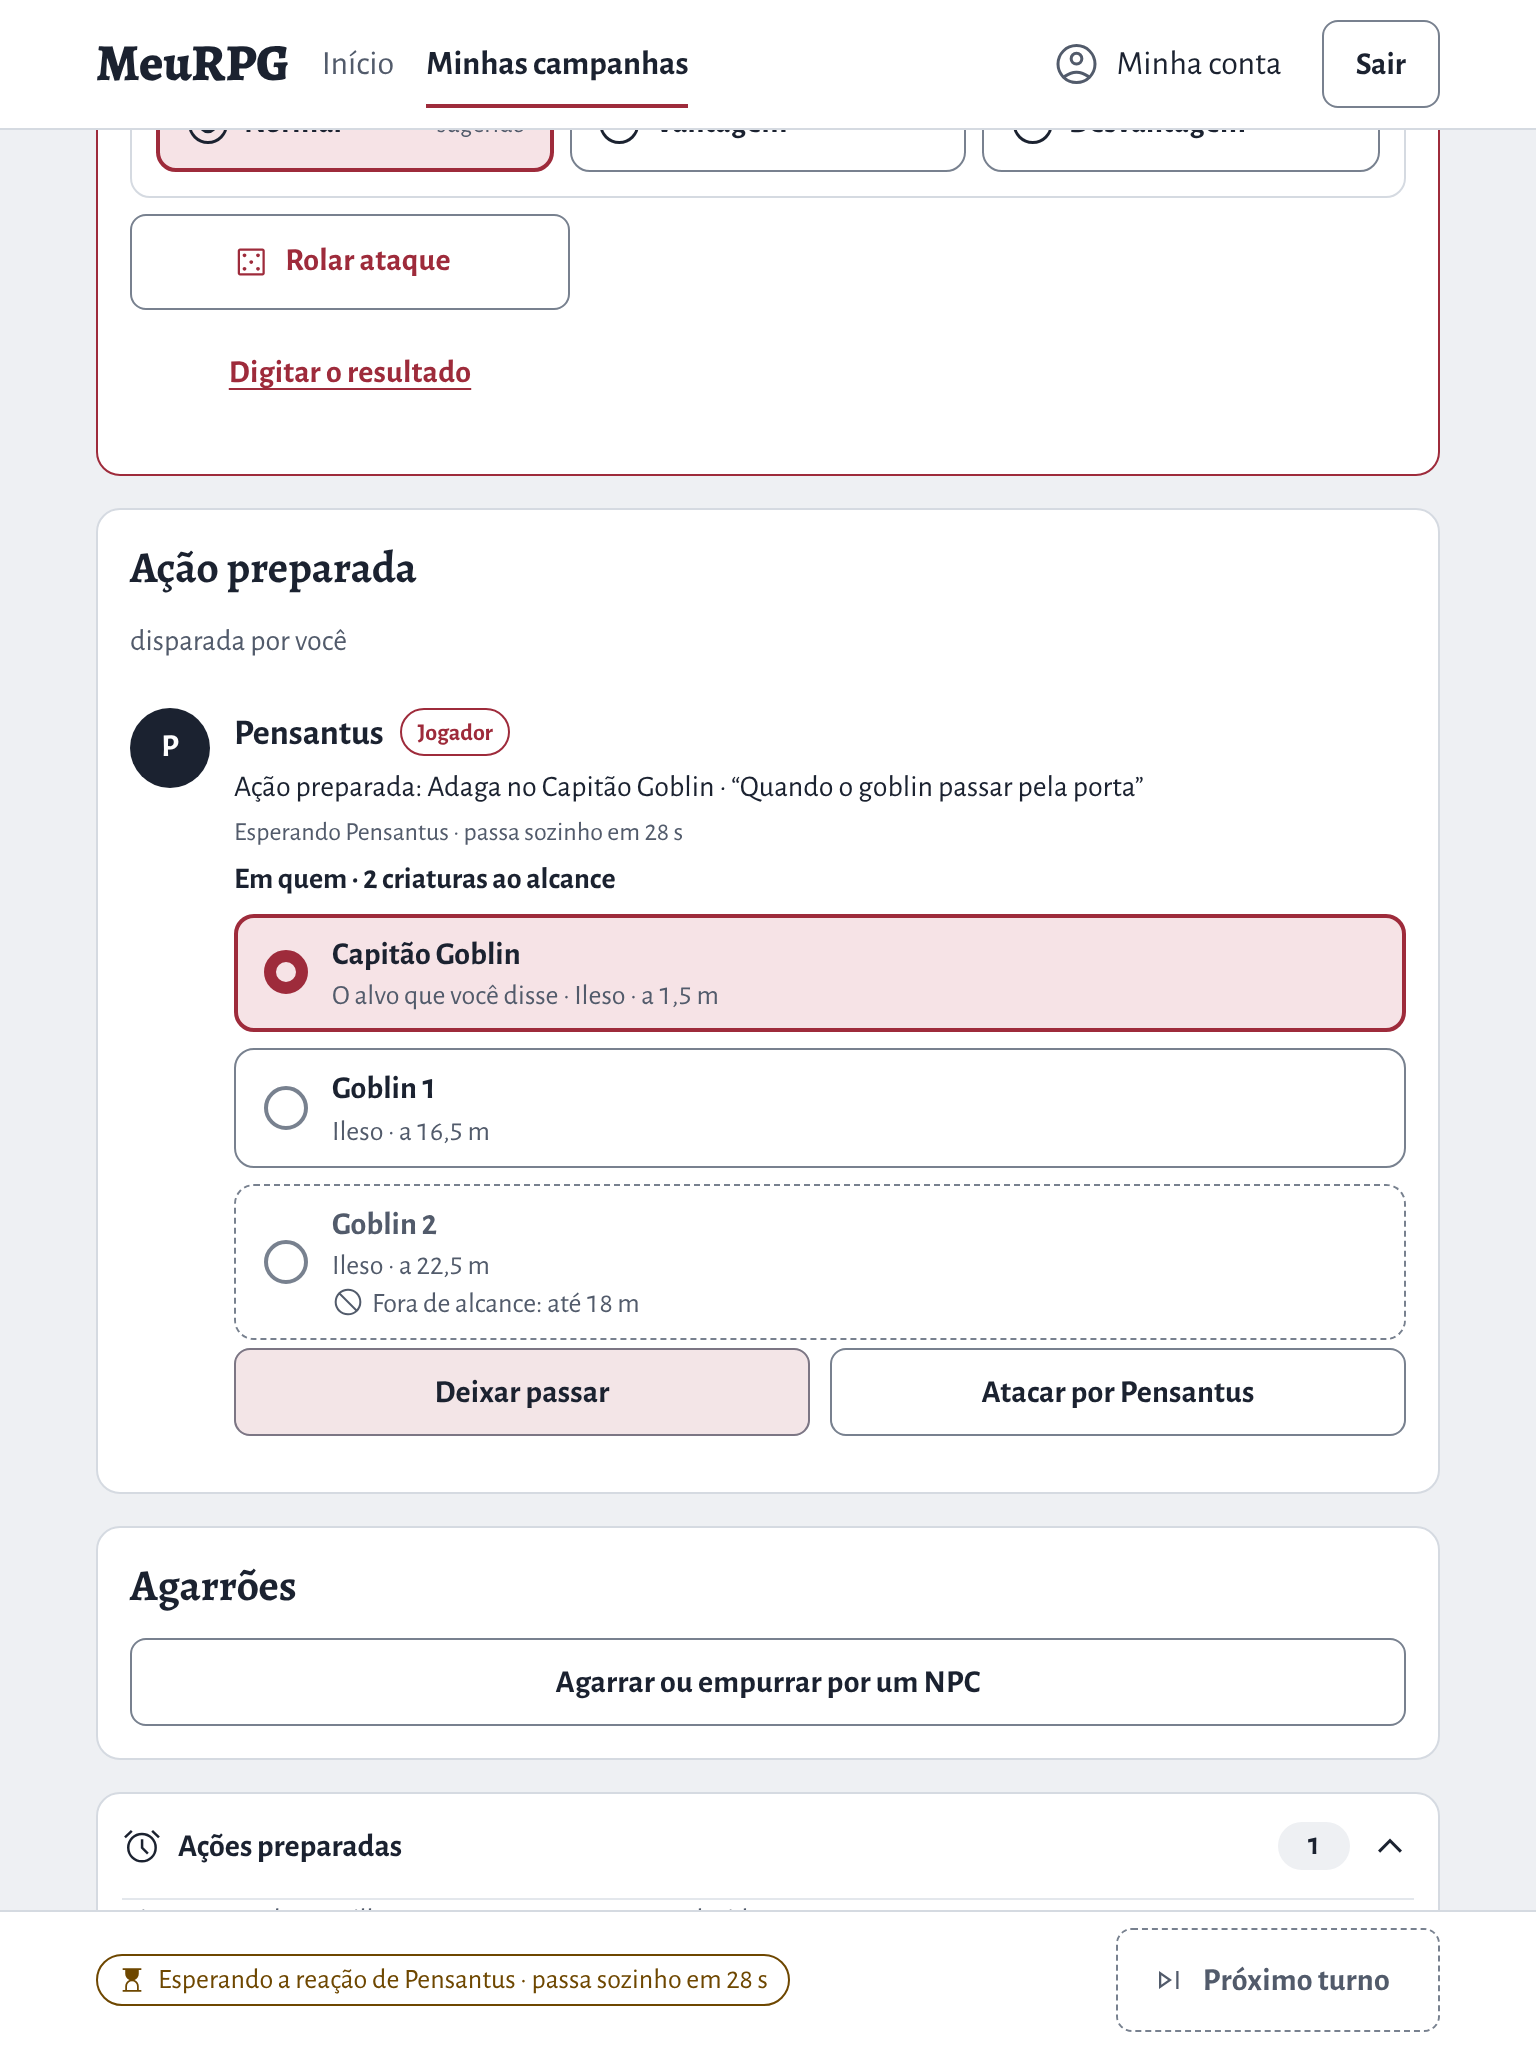 MeuRPG Início Minhas campanhas Minha conta Sair
Rolar ataque
Digitar o resultado
Ação preparada
disparada por você
P Pensantus Jogador
Ação preparada: Adaga no Capitão Goblin · “Quando o goblin passar pela porta”
Esperando Pensantus · passa sozinho em 28 s
Em quem · 2 criaturas ao alcance
Capitão Goblin
O alvo que você disse · Ileso · a 1,5 m
Goblin 1
Ileso · a 16,5 m
Goblin 2
Ileso · a 22,5 m
Fora de alcance: até 18 m
Deixar passar Atacar por Pensantus
Agarrões
Agarrar ou empurrar por um NPC
Ações preparadas 1
Esperando a reação de Pensantus · passa sozinho em 28 s Próximo turno